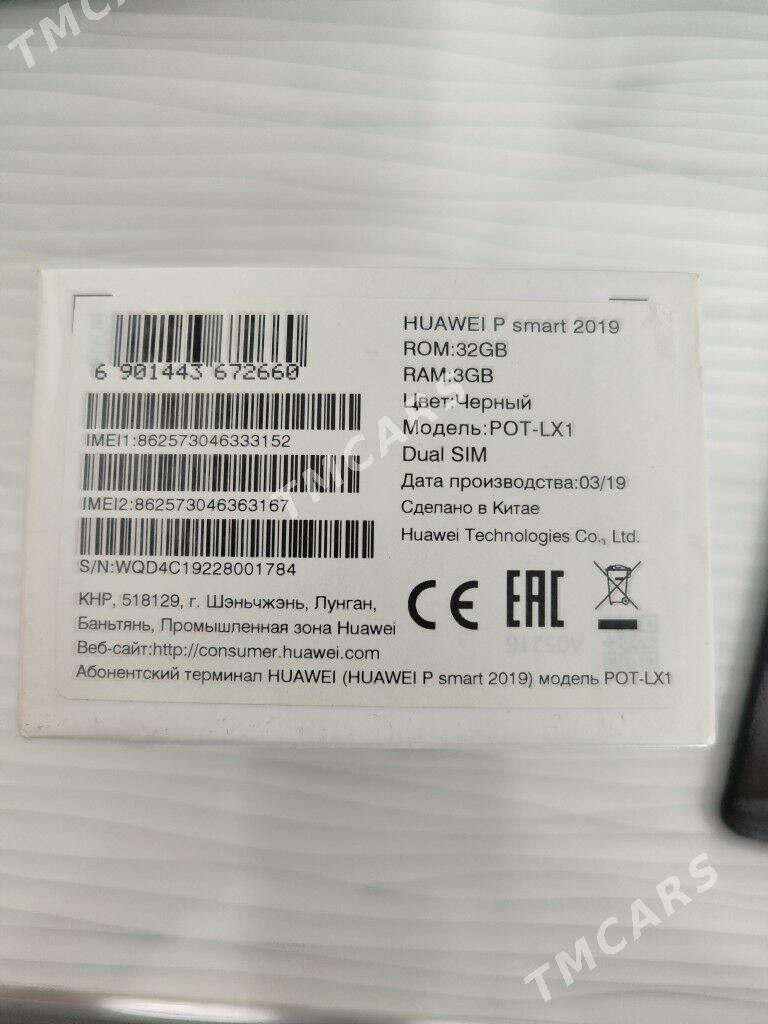 TMCARS
6 901443 672660
IMEI1:862573046333152
IMEI2:862573046363167
S/N:WQD4C19228001784
HUAWEI P smart 2019
ROM:32GB
RAM:3GB
Цвет:Черный
Модель:POT-LX1
Dual SIM
Дата производства:03/19
Сделано в Китае
Huawei Technologies Co., Ltd.
КНР, 518129, г. Шэньчжэнь, Лунган,
Баньтянь, Промышленная зона Huawei
Веб-сайт:http://consumer.huawei.com
Абонентский терминал HUAWEI (HUAWEI P smart 2019) модель POT-LX1
CE EAC
A05216
TMCARS
TMCARS